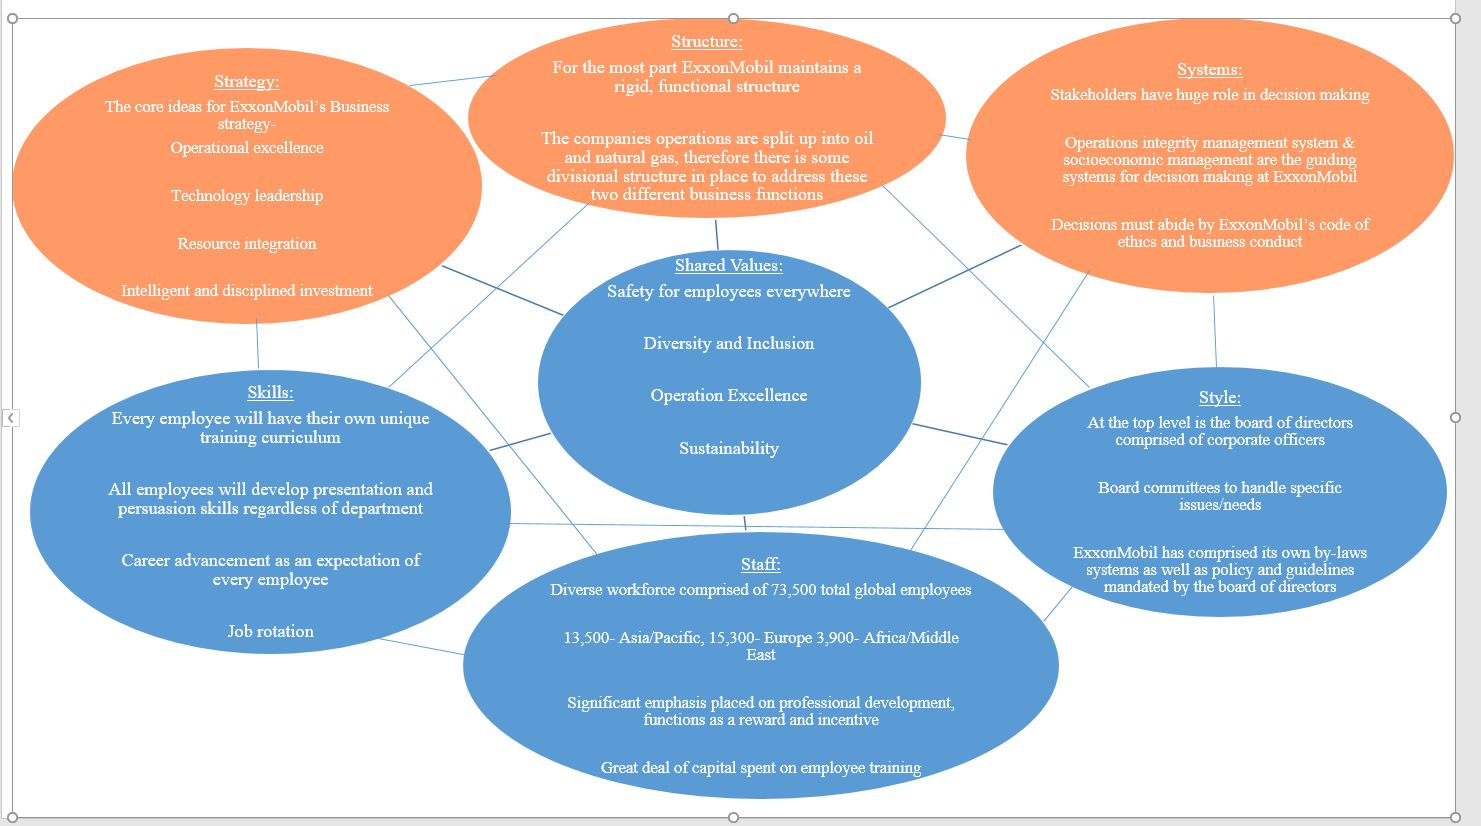 Strategy:
The core ideas for ExxonMobil’s Business
strategy-
Operational excellence
Technology leadership
Resource integration
Intelligent and disciplined investment
Structure:
For the most part ExxonMobil maintains a
rigid, functional structure
The companies operations are split up into oil
and natural gas, therefore there is some
divisional structure in place to address these
two different business functions
Systems:
Stakeholders have huge role in decision making
Operations integrity management system &
socioeconomic management are the guiding
systems for decision making at ExxonMobil
Decisions must abide by ExxonMobil’s code of
ethics and business conduct
Shared Values:
Safety for employees everywhere
Diversity and Inclusion
Operation Excellence
Sustainability
Skills:
Every employee will have their own unique
training curriculum
All employees will develop presentation and
persuasion skills regardless of department
Career advancement as an expectation of
every employee
Job rotation
Style:
At the top level is the board of directors
comprised of corporate officers
Board committees to handle specific
issues/needs
ExxonMobil has comprised its own by-laws
systems as well as policy and guidelines
mandated by the board of directors
Staff:
Diverse workforce comprised of 73,500 total global employees
13,500- Asia/Pacific, 15,300- Europe 3,900- Africa/Middle
East
Significant emphasis placed on professional development,
functions as a reward and incentive
Great deal of capital spent on employee training